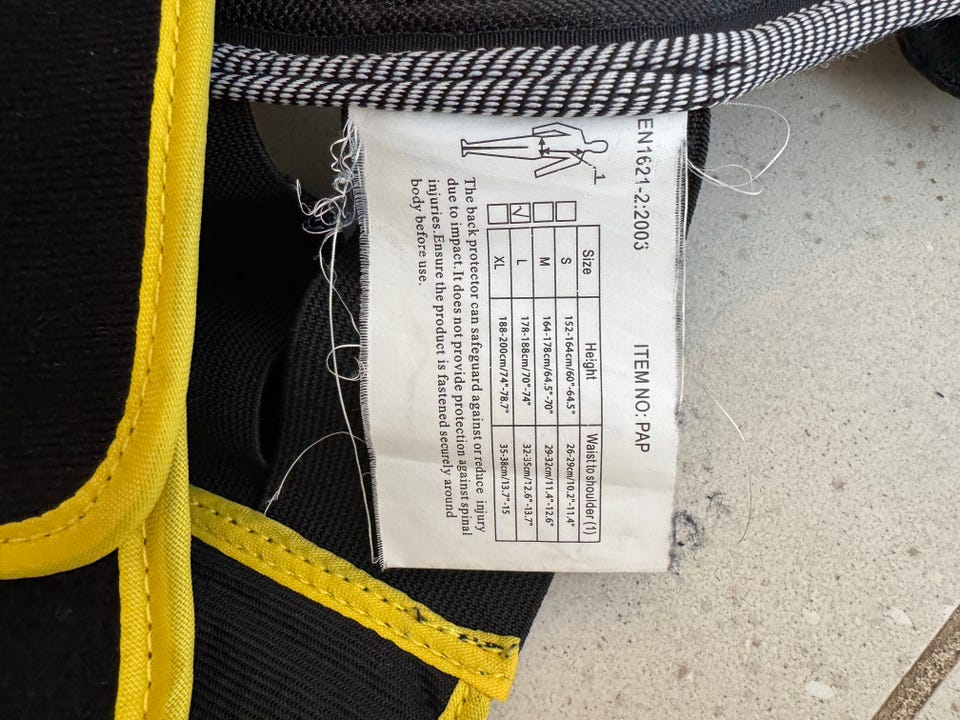 EN1621-2:2003 ITEM NO: PAP
1
Size Height Waist to shoulder (1)
S 152-164cm/60"-64.5" 26-29cm/10.2"-11.4"
M 164-178cm/64.5"-70" 29-32cm/11.4"-12.6"
√ L 178-188cm/70"-74" 32-35cm/12.6"-13.7"
XL 188-200cm/74"-78.7" 35-38cm/13.7"-15
The back protector can safeguard against or reduce injury
due to impact.It does not provide protection against spinal
injuries.Ensure the product is fastened securely around
body before use.